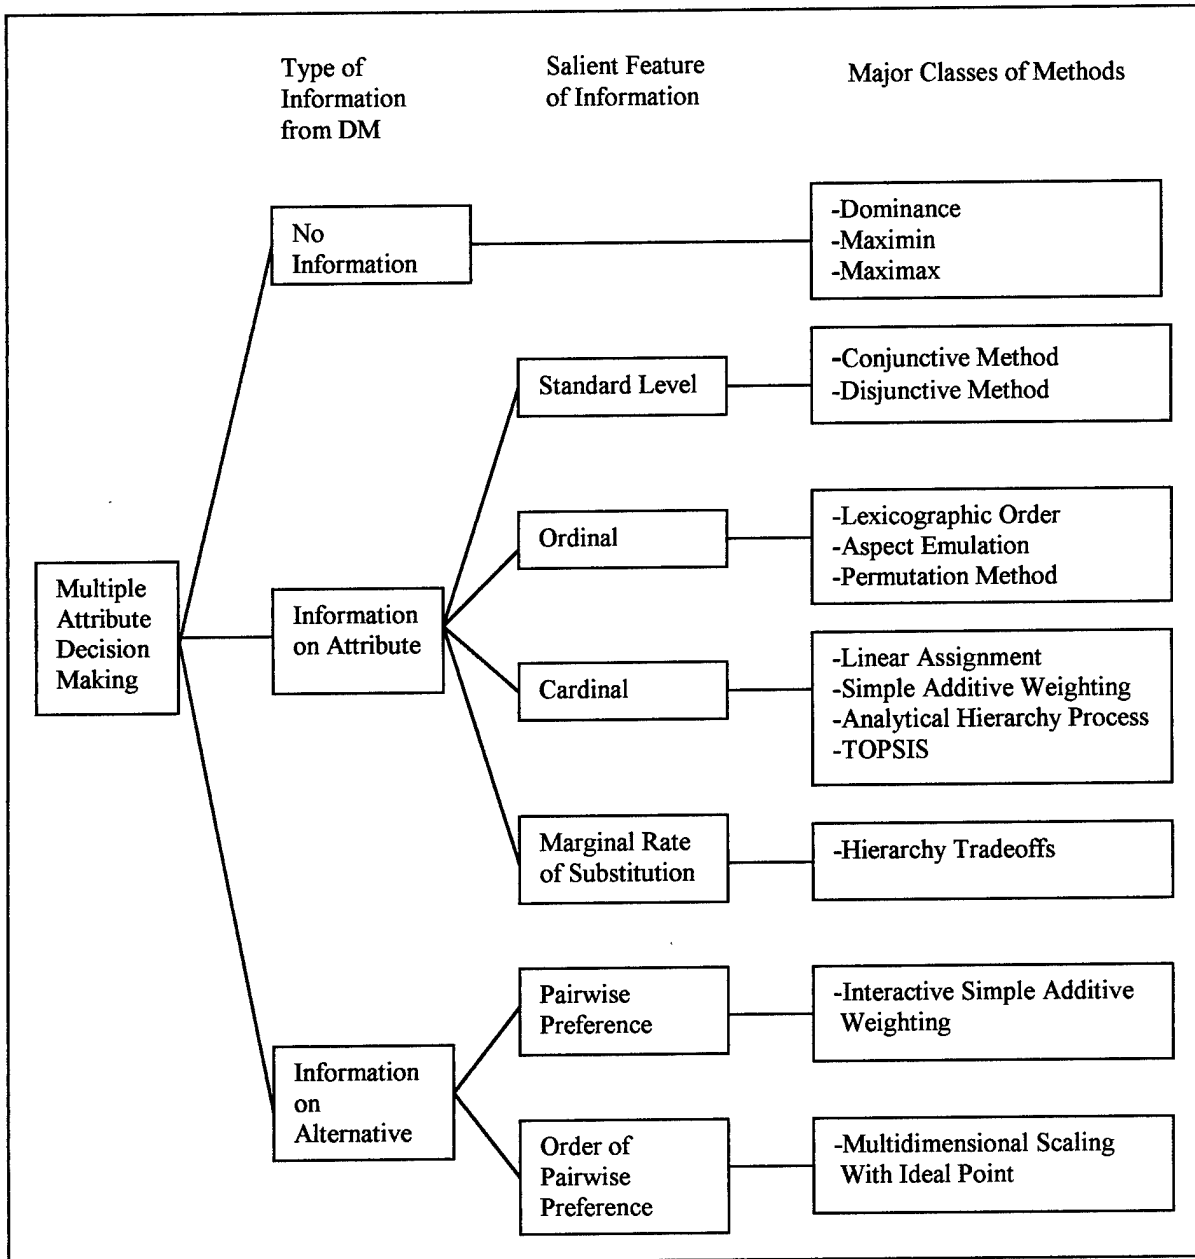 Type of
Information
from DM
Salient Feature
of Information
Major Classes of Methods
No
Information
-Dominance
-Maximin
-Maximax
Standard Level
-Conjunctive Method
-Disjunctive Method
Ordinal
-Lexicographic Order
-Aspect Emulation
-Permutation Method
Multiple
Attribute
Decision
Making
Information
on Attribute
Cardinal
-Linear Assignment
-Simple Additive Weighting
-Analytical Hierarchy Process
-TOPSIS
Marginal Rate
of Substitution
-Hierarchy Tradeoffs
Pairwise
Preference
-Interactive Simple Additive
Weighting
Information
on
Alternative
Order of
Pairwise
Preference
-Multidimensional Scaling
With Ideal Point